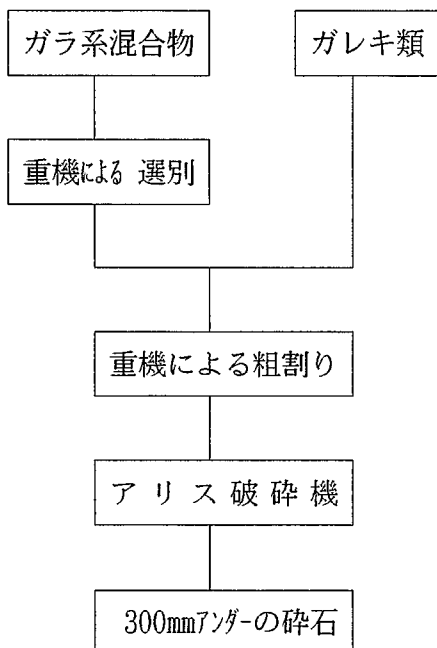 ガラ系混合物
ガレキ類
重機による 選別
重機による粗割り
アリス破砕機
300mmアンダーの砕石